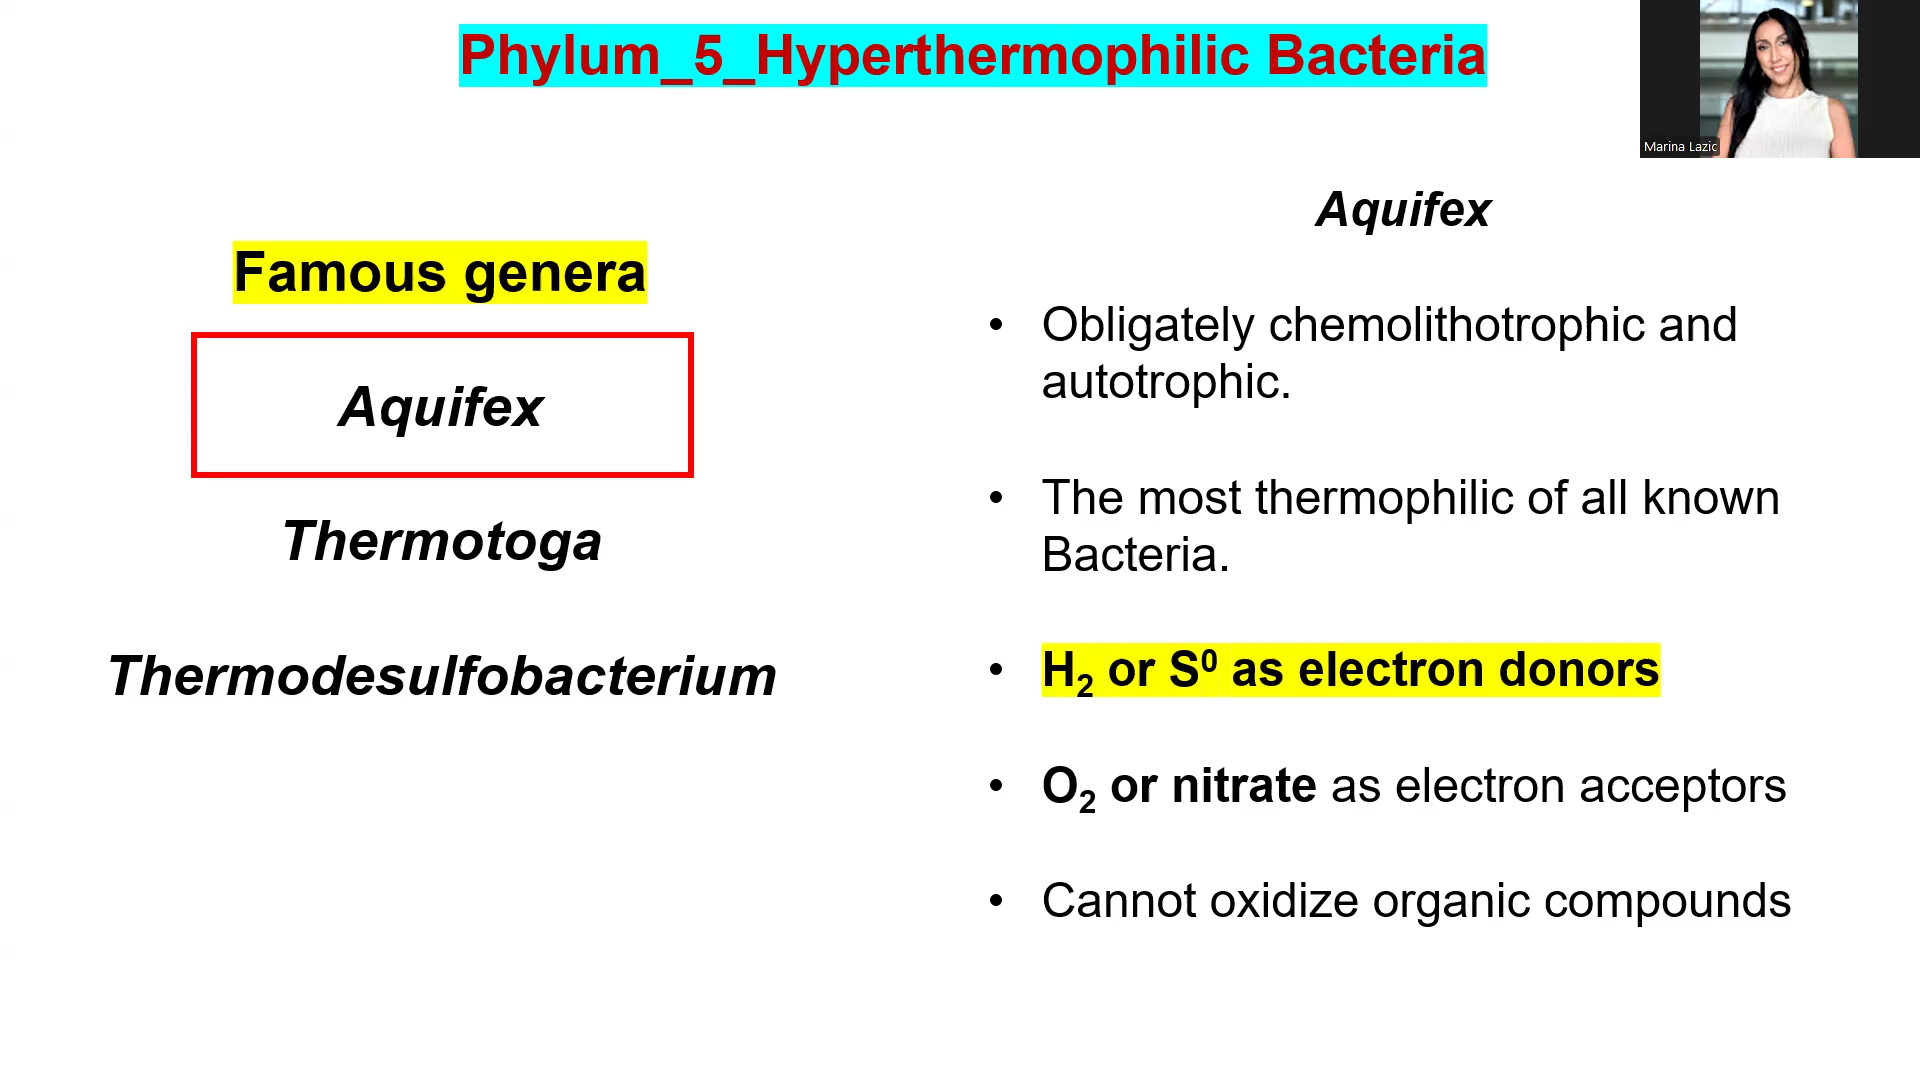 Phylum_5_Hyperthermophilic Bacteria
Marina Lazic
Famous genera
Aquifex
Thermotoga
Thermodesulfobacterium
Aquifex
• Obligately chemolithotrophic and
autotrophic.
• The most thermophilic of all known
Bacteria.
• H₂ or S⁰ as electron donors
• O₂ or nitrate as electron acceptors
• Cannot oxidize organic compounds